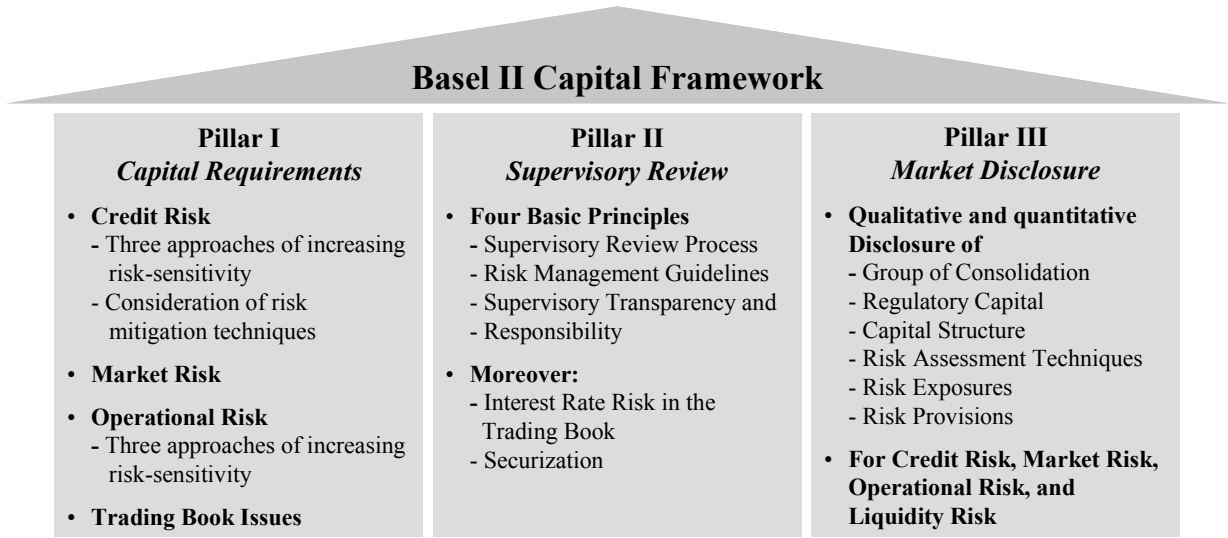 Basel II Capital Framework
Pillar I
Capital Requirements
• Credit Risk
- Three approaches of increasing
risk-sensitivity
- Consideration of risk
mitigation techniques
• Market Risk
• Operational Risk
- Three approaches of increasing
risk-sensitivity
• Trading Book Issues
Pillar II
Supervisory Review
• Four Basic Principles
- Supervisory Review Process
- Risk Management Guidelines
- Supervisory Transparency and
- Responsibility
• Moreover:
- Interest Rate Risk in the
Trading Book
- Securization
Pillar III
Market Disclosure
• Qualitative and quantitative
Disclosure of
- Group of Consolidation
- Regulatory Capital
- Capital Structure
- Risk Assessment Techniques
- Risk Exposures
- Risk Provisions
• For Credit Risk, Market Risk,
Operational Risk, and
Liquidity Risk